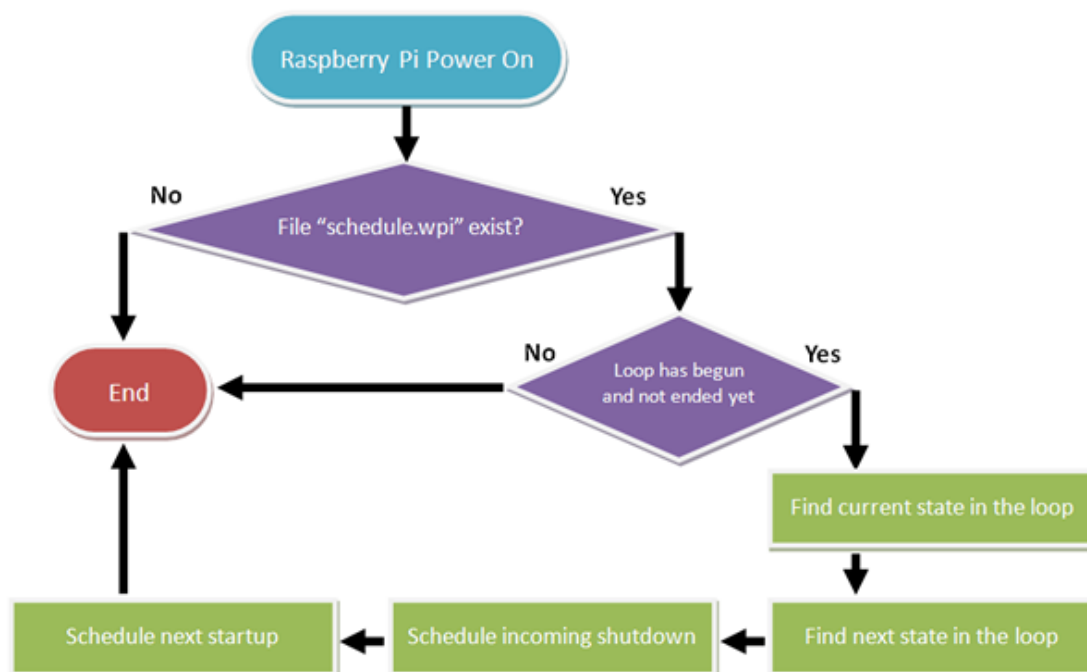 Raspberry Pi Power On
No
Yes
File “schedule.wpi” exist?
No
Yes
Loop has begun
and not ended yet
End
Find current state in the loop
Schedule next startup
Schedule incoming shutdown
Find next state in the loop